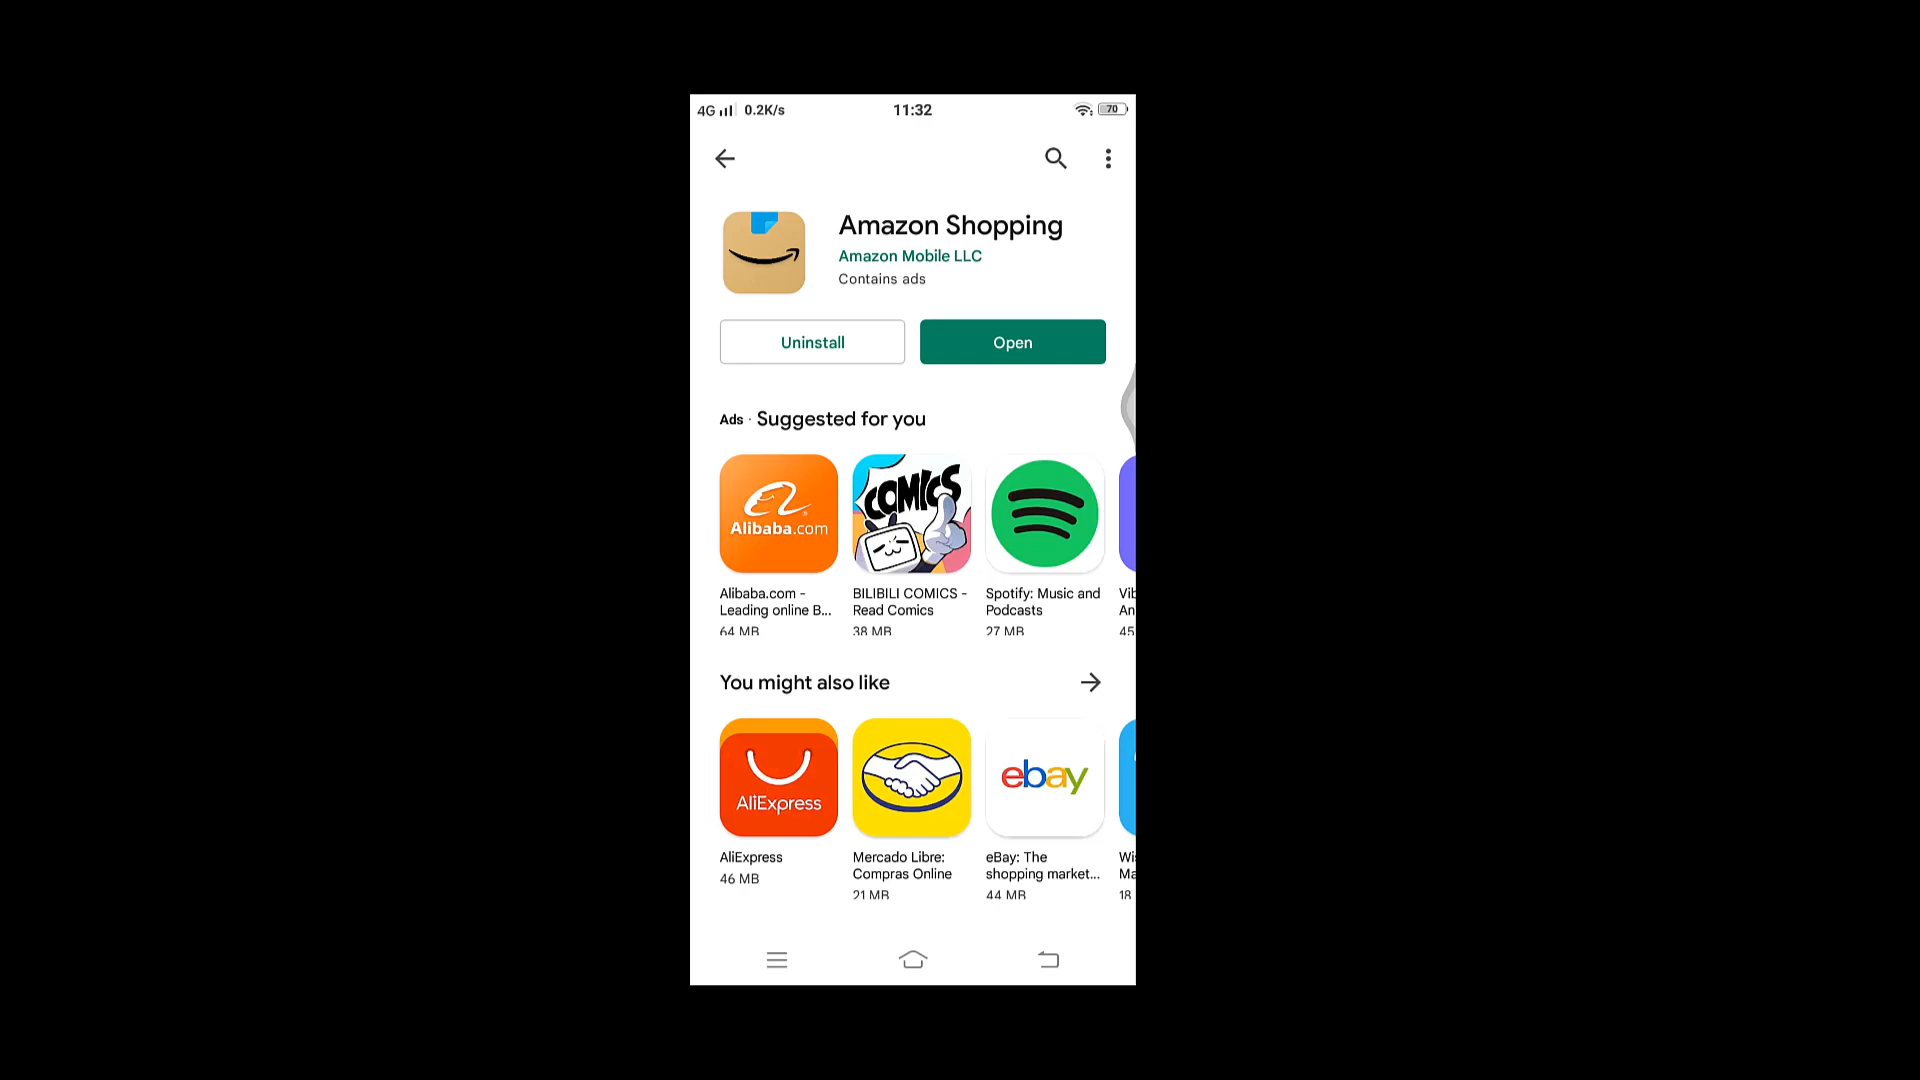 4G 0.2K/s 11:32 70
Amazon Shopping
Amazon Mobile LLC
Contains ads
Uninstall Open
Ads · Suggested for you
Alibaba.com COMICS
Alibaba.com - BILIBILI COMICS - Spotify: Music and Vib
Leading online B... Read Comics Podcasts An
64 MB 38 MB 27 MB 45
You might also like
AliExpress ebay
AliExpress Mercado Libre: eBay: The Wis
46 MB Compras Online shopping market... Ma
21 MB 44 MB 18